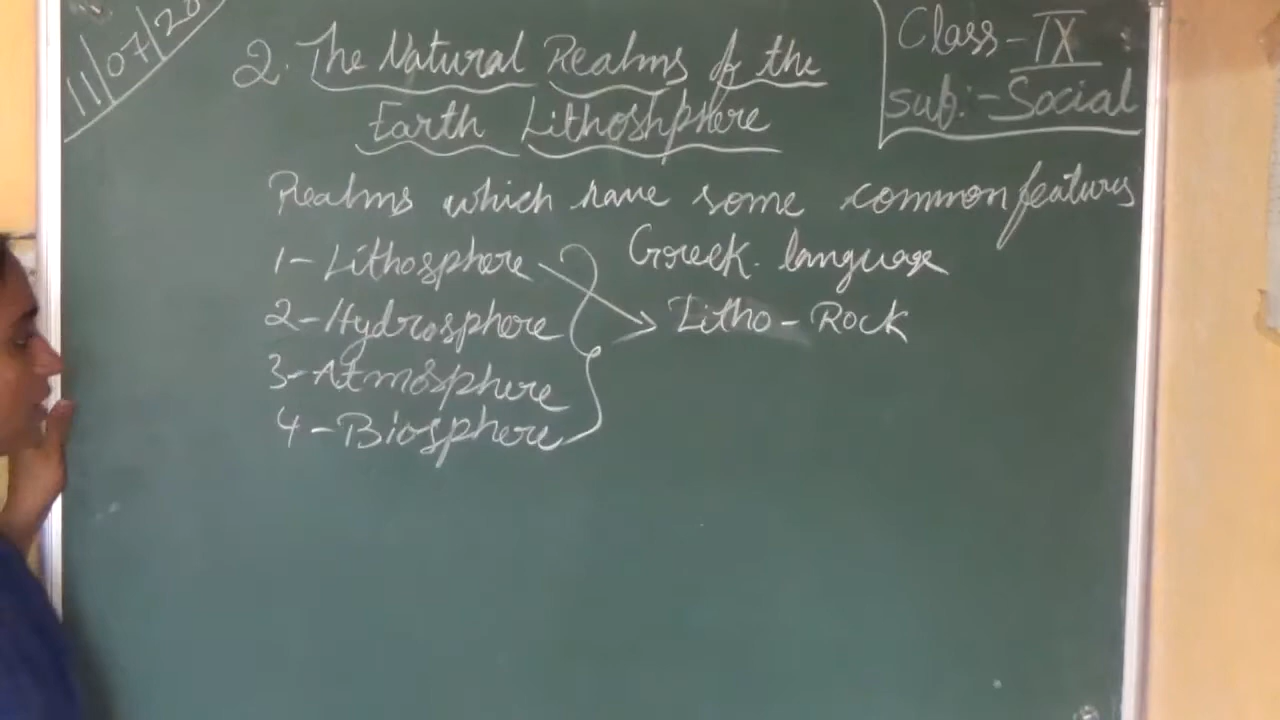 11/07/20
Class-IX
sub:-Social
2. The Natural Realms of the
Earth Lithoshphere
Realms which have some common features
1-Lithosphere
Greek language
2-Hydrosphere
Litho-Rock
3-Atmosphere
4-Biosphere